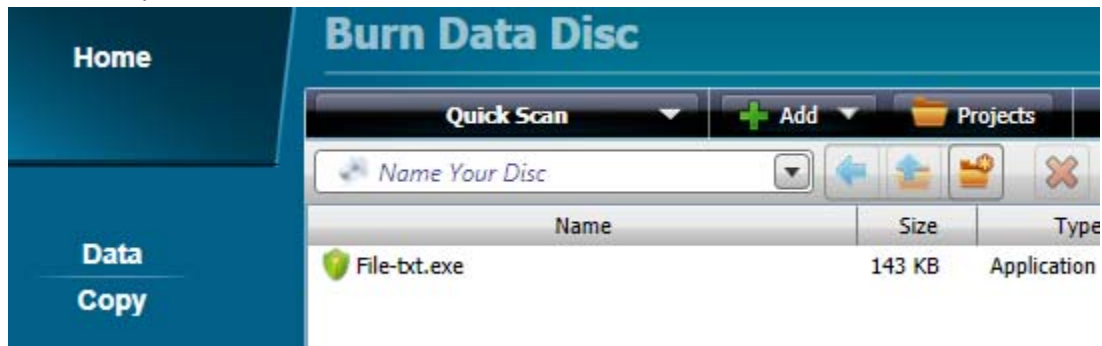 Home
Burn Data Disc
Quick Scan Add Projects
Name Your Disc
Name Size Type
File-txt.exe 143 KB Application
Data
Copy